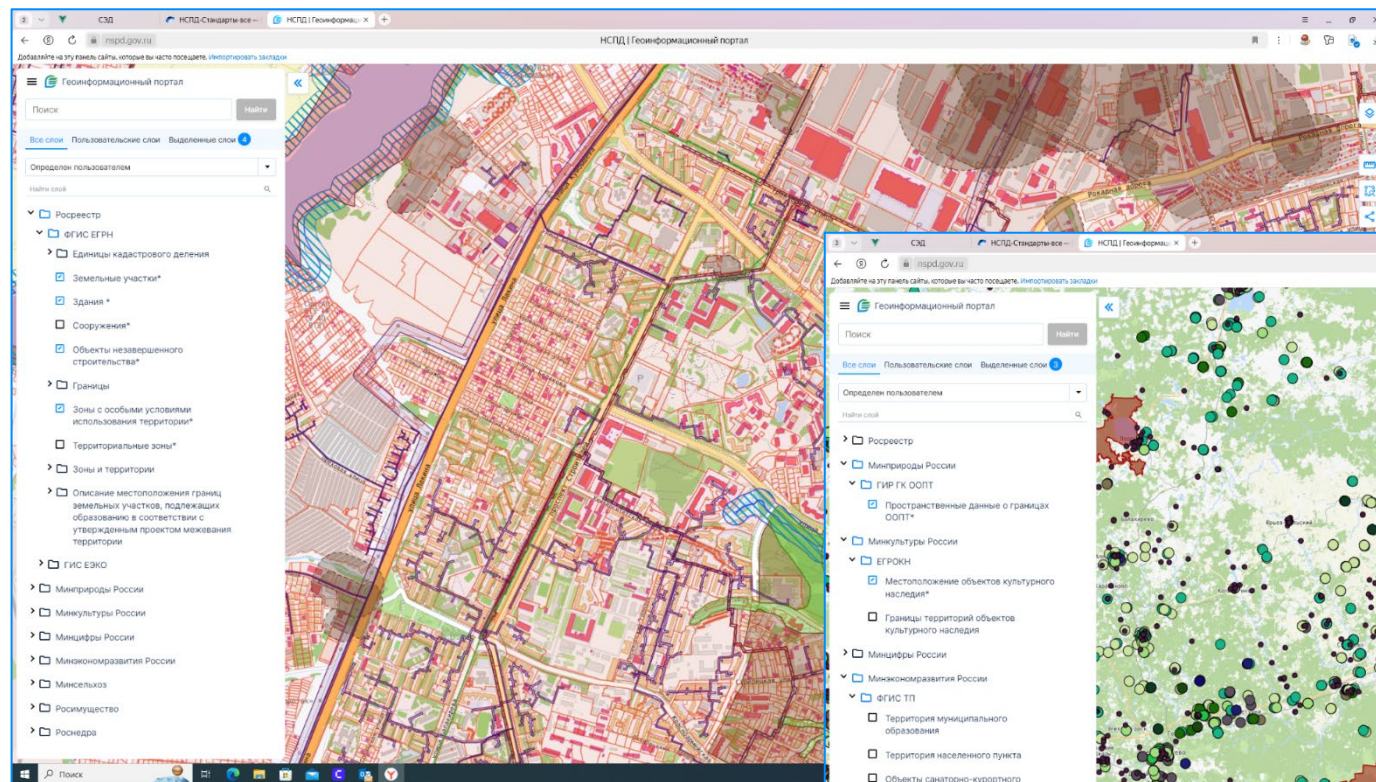 СЭД
НСПД-Стандарты-все —
НСПД | Геоинформац
nspd.gov.ru
НСПД | Геоинформационный портал
Добавляйте на эту панель сайты, которые вы часто посещаете. Импортировать закладки
Геоинформационный портал
Поиск
Найти
Все слои Пользовательские слои Выделенные слои 4
Определен пользователем
Найти слой
Росреестр
ФГИС ЕГРН
Единицы кадастрового деления
Земельные участки*
Здания *
Сооружения*
Объекты незавершенного
строительства*
Границы
Зоны с особыми условиями
использования территории*
Территориальные зоны*
Зоны и территории
Описание местоположения границ
земельных участков, подлежащих
образованию в соответствии с
утвержденным проектом межевания
территории
ГИС ЕЭКО
Минприроды России
Минкультуры России
Минцифры России
Минэкономразвития России
Минсельхоз
Росимущество
Роснедра
Поиск
улица Ленина
улица Ленина
Рокадная дорога
СЭД
НСПД-Стандарты-все —
НСПД | Геоинформац
nspd.gov.ru
Добавляйте на эту панель сайты, которые вы часто посещаете. Импортировать закладки
Геоинформационный портал
Поиск
Найти
Все слои Пользовательские слои Выделенные слои 3
Определен пользователем
Найти слой
Росреестр
Минприроды России
ГИР ГК ООПТ
Пространственные данные о границах
ООПТ*
Минкультуры России
ЕГРОКН
Местоположение объектов культурного
наследия*
Границы территорий объектов
культурного наследия
Минцифры России
Минэкономразвития России
ФГИС ТП
Территория муниципального
образования
Территория населенного пункта
Объекты санаторно-курортного